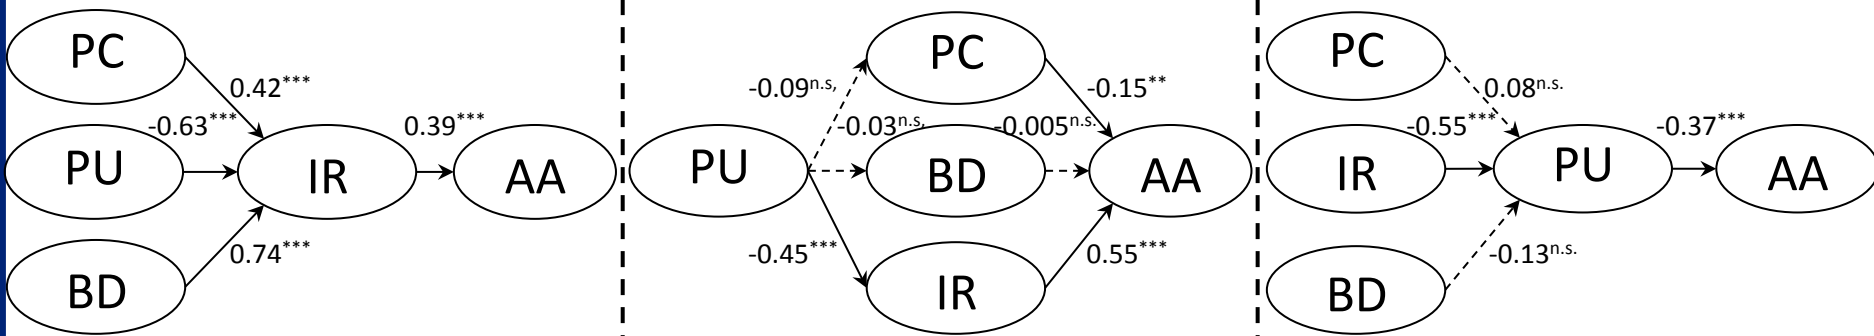 PC
0.42***
-0.63***
0.39***
PU
IR
AA
0.74***
BD
PC
-0.09n.s,
-0.15**
-0.03n.s,
-0.005n.s.
PU
BD
AA
-0.45***
0.55***
IR
PC
0.08n.s.
-0.55***
-0.37***
IR
PU
AA
-0.13n.s.
BD